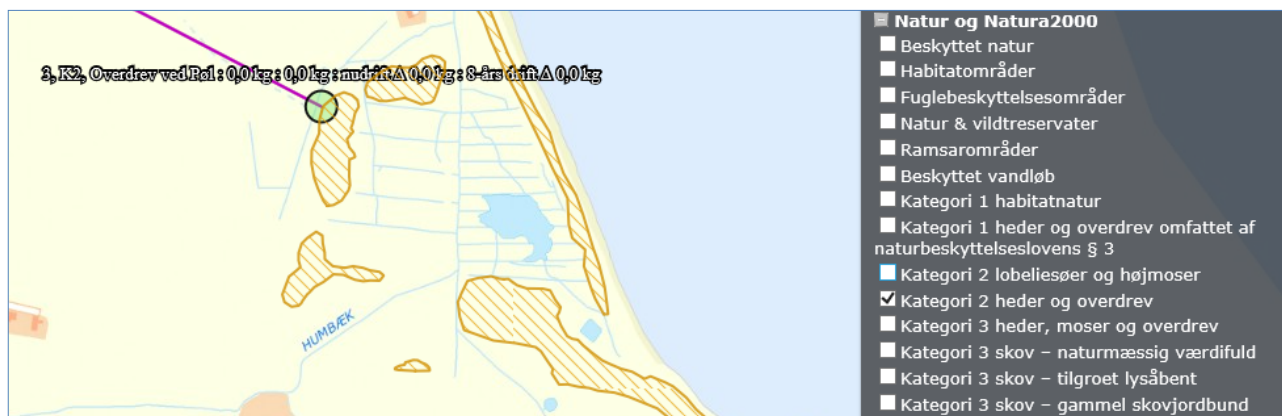 3, K2, Overdrev ved Pøl : 0,0 kg : 0,0 kg : nudrift Δ 0,0 kg : 8-års drift Δ 0,0 kg
HUMBÆK
Natur og Natura2000
Beskyttet natur
Habitatområder
Fuglebeskyttelsesområder
Natur & vildtreservater
Ramsarområder
Beskyttet vandløb
Kategori 1 habitatnatur
Kategori 1 heder og overdrev omfattet af
naturbeskyttelseslovens § 3
Kategori 2 lobeliesøer og højmoser
Kategori 2 heder og overdrev
Kategori 3 heder, moser og overdrev
Kategori 3 skov – naturmæssig værdifuld
Kategori 3 skov – tilgroet lysåbent
Kategori 3 skov – gammel skovjordbund